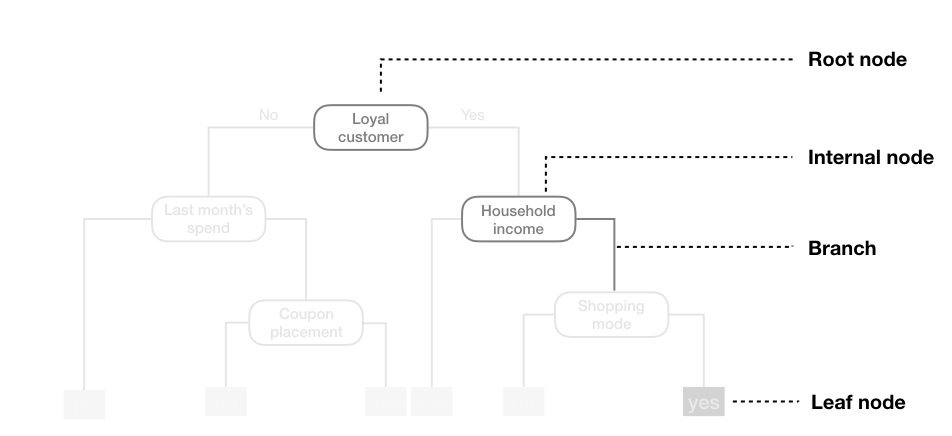 Root node
No
Yes
Loyal
customer
Internal node
Last month's
spend
Household
income
Branch
Coupon
placement
Shopping
mode
yes
Leaf node